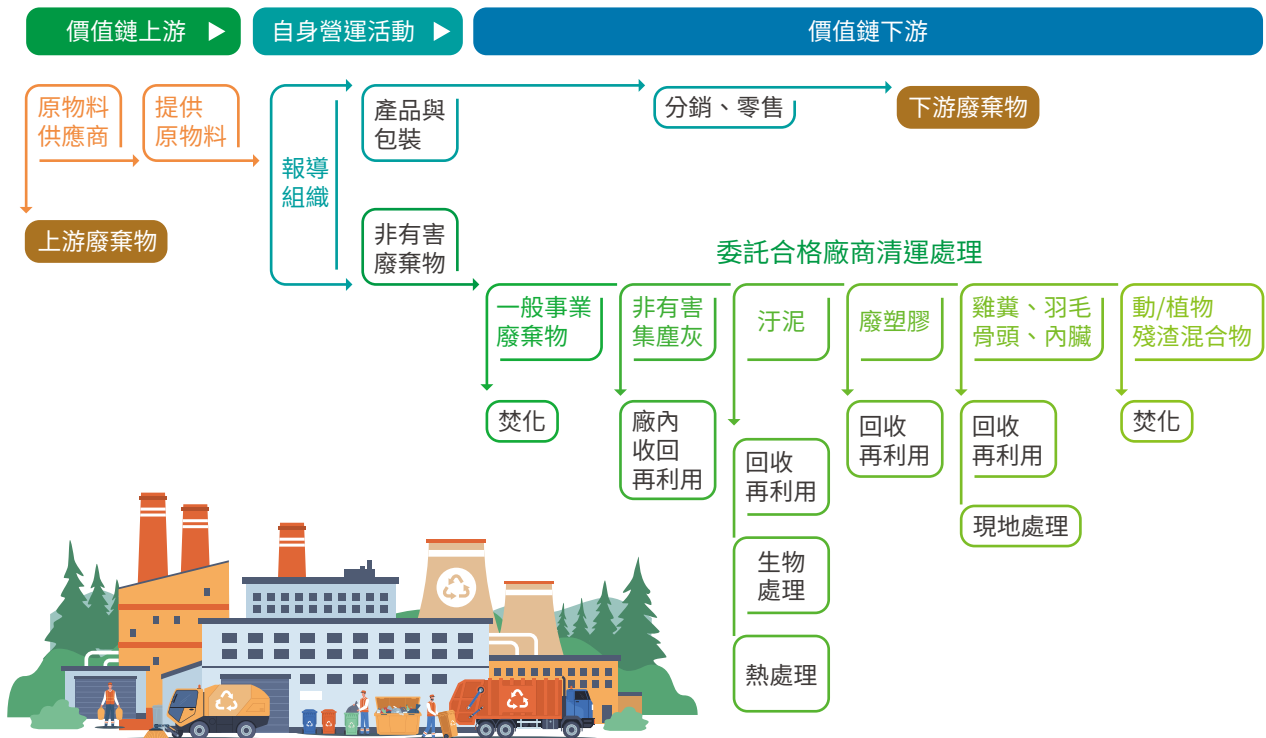 價值鏈上游
自身營運活動
價值鏈下游
原物料
供應商
提供
原物料
報導
組織
產品與
包裝
分銷、零售
下游廢棄物
上游廢棄物
非有害
廢棄物
委託合格廠商清運處理
一般事業
廢棄物
非有害
集塵灰
汙泥
廢塑膠
雞糞、羽毛
骨頭、內臟
動/植物
殘渣混合物
焚化
廠內
收回
再利用
回收
再利用
生物
處理
熱處理
回收
再利用
回收
再利用
現地處理
焚化